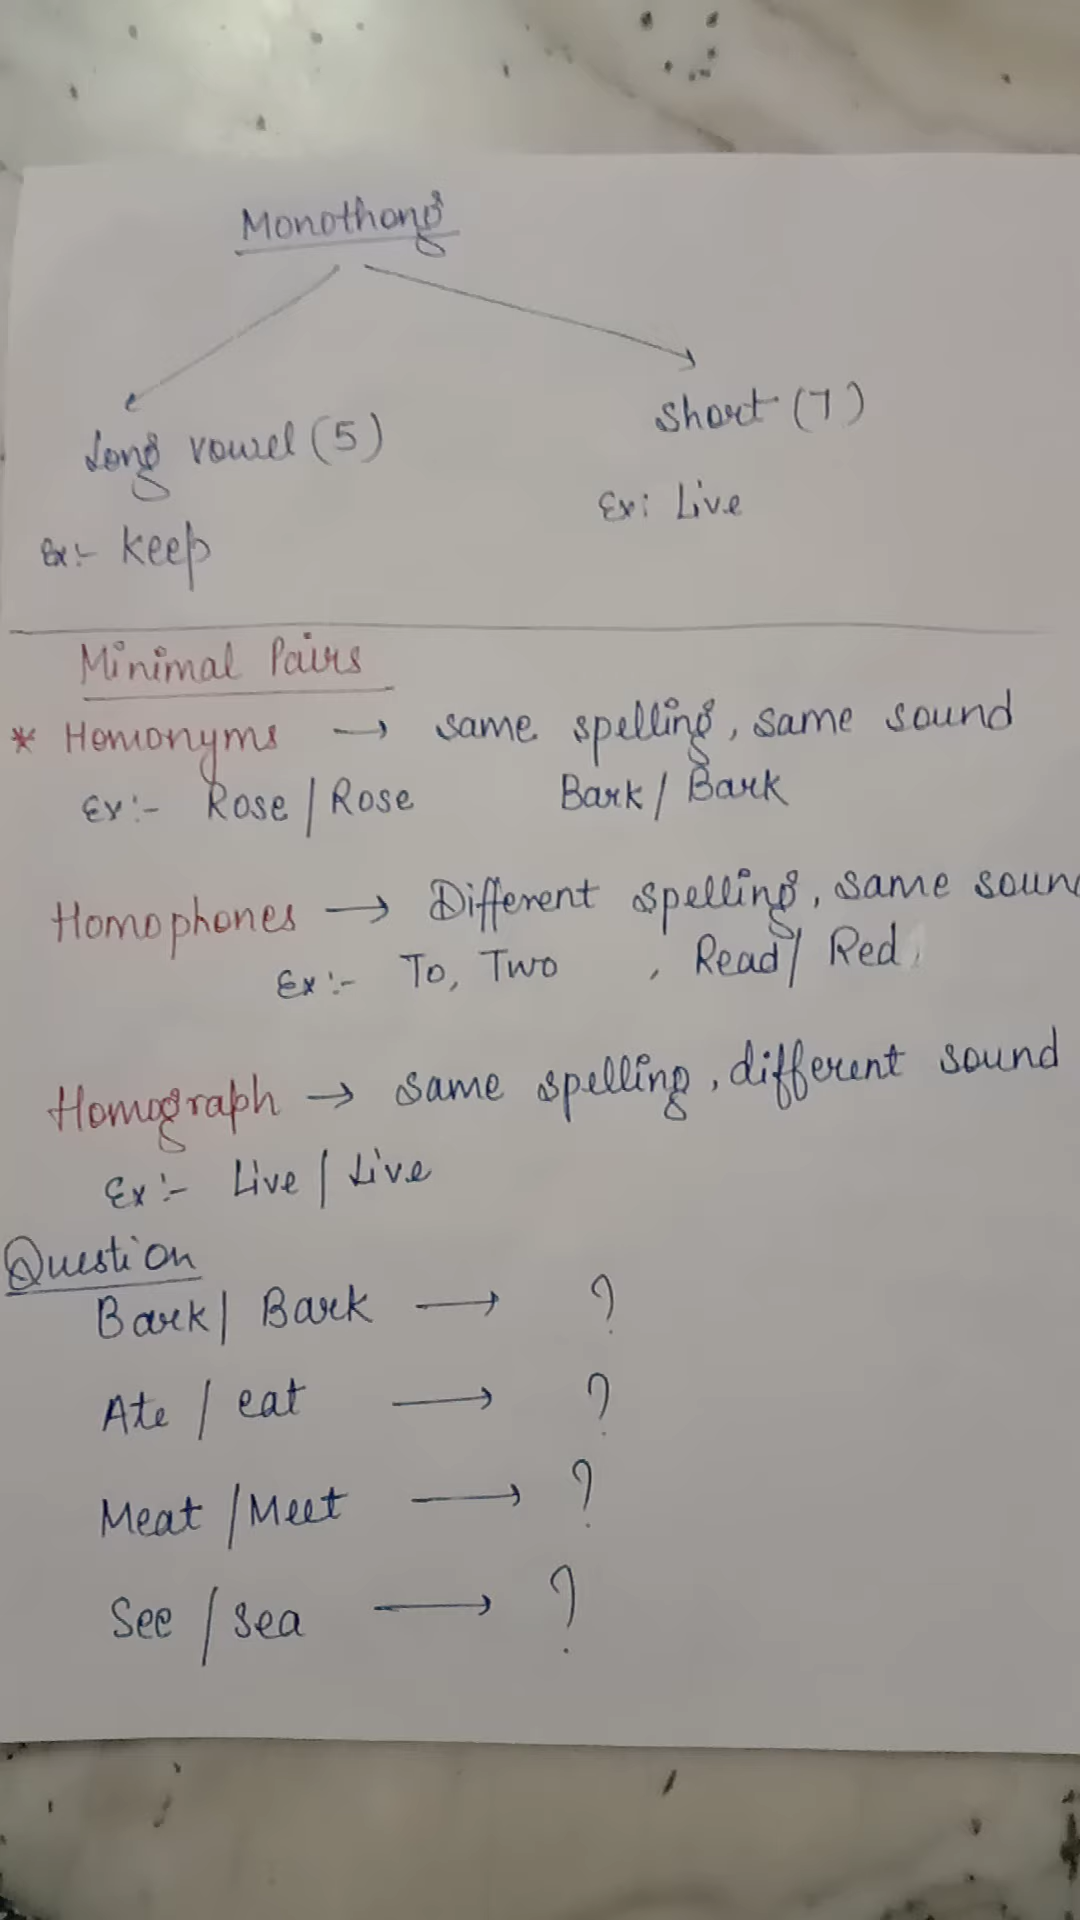 Monothong
Long vowel (5)
Short (7)
Ex:- Keep
Ex: Live
Minimal Pairs
* Homonyms → same spelling, same sound
Ex:- Rose / Rose Bark / Bark
Homophones → Different spelling, same soun
Ex:- To, Two , Read / Red
Homograph → same spelling, different sound
Ex:- Live / Live
Question
Bark / Bark → ?
Ate / eat → ?
Meat / Meet → ?
See / sea → ?